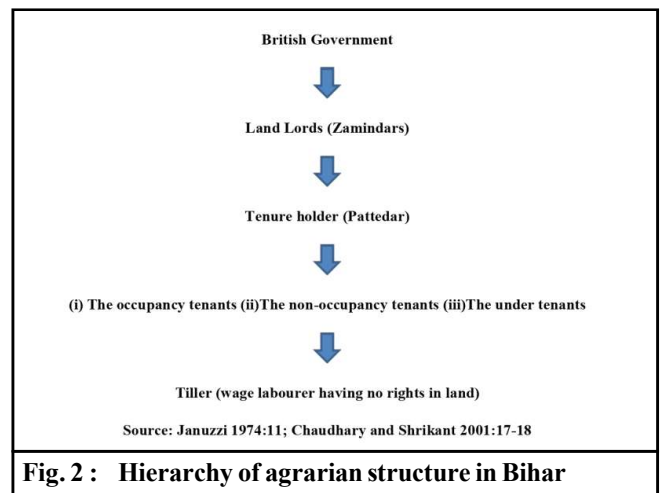 British Government
Land Lords (Zamindars)
Tenure holder (Pattedar)
(i) The occupancy tenants (ii)The non-occupancy tenants (iii)The under tenants
Tiller (wage labourer having no rights in land)
Source: Januzzi 1974:11; Chaudhary and Shrikant 2001:17-18
Fig. 2 : Hierarchy of agrarian structure in Bihar